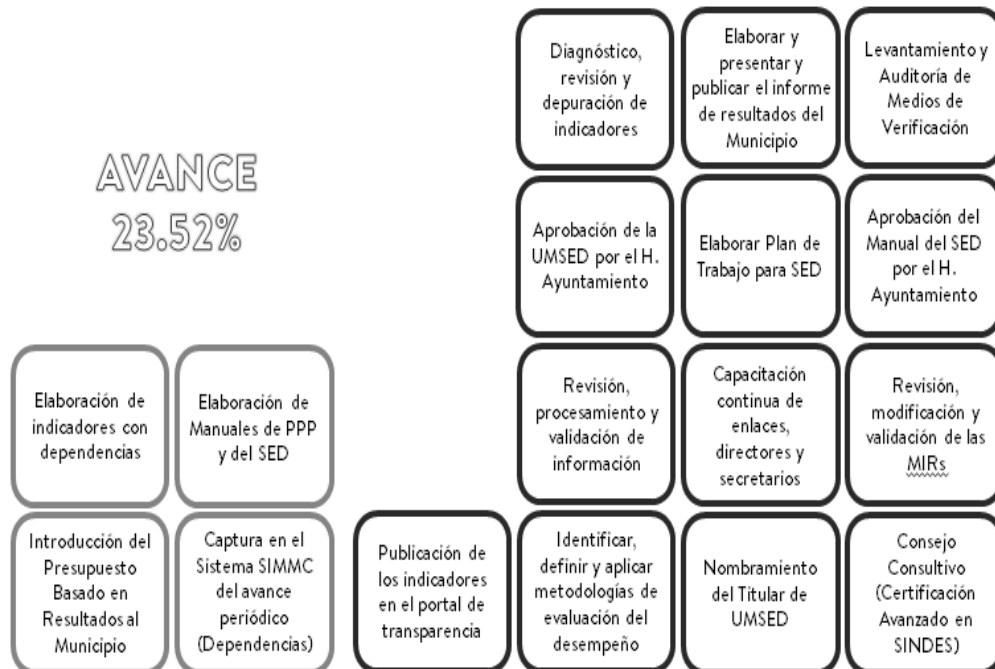 AVANCE
23.52%
Diagnóstico,
revisión y
depuración de
indicadores
Elaborar y
presentar y
publicar el informe
de resultados del
Municipio
Levantamiento y
Auditoría de
Medios de
Verificación
Aprobación de la
UMSED por el H.
Ayuntamiento
Elaborar Plan de
Trabajo para SED
Aprobación del
Manual del SED
por el H.
Ayuntamiento
Elaboración de
indicadores con
dependencias
Elaboración de
Manuales de PPP
y del SED
Revisión,
procesamiento y
validación de
información
Capacitación
continua de
enlaces,
directores y
secretarios
Revisión,
modificación y
validación de las
MIRs
Introducción del
Presupuesto
Basado en
Resultados al
Municipio
Captura en el
Sistema SIMMC
del avance
periódico
(Dependencias)
Publicación de
los indicadores
en el portal de
transparencia
Identificar,
definir y aplicar
metodologías de
evaluación del
desempeño
Nombramiento
del Titular de
UMSED
Consejo
Consultivo
(Certificación
Avanzado en
SINDES)